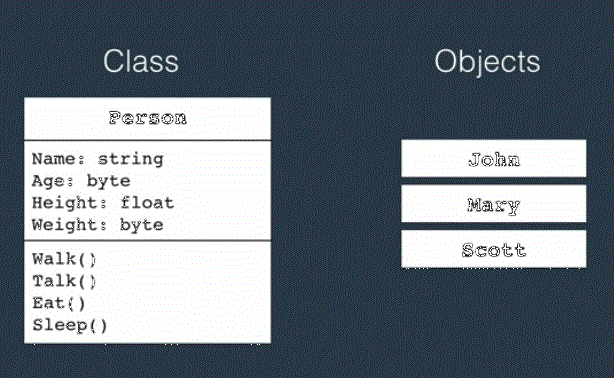 Class
Person
Name: string
Age: byte
Height: float
Weight: byte
Walk()
Talk()
Eat()
Sleep()
Objects
John
Mary
Scott